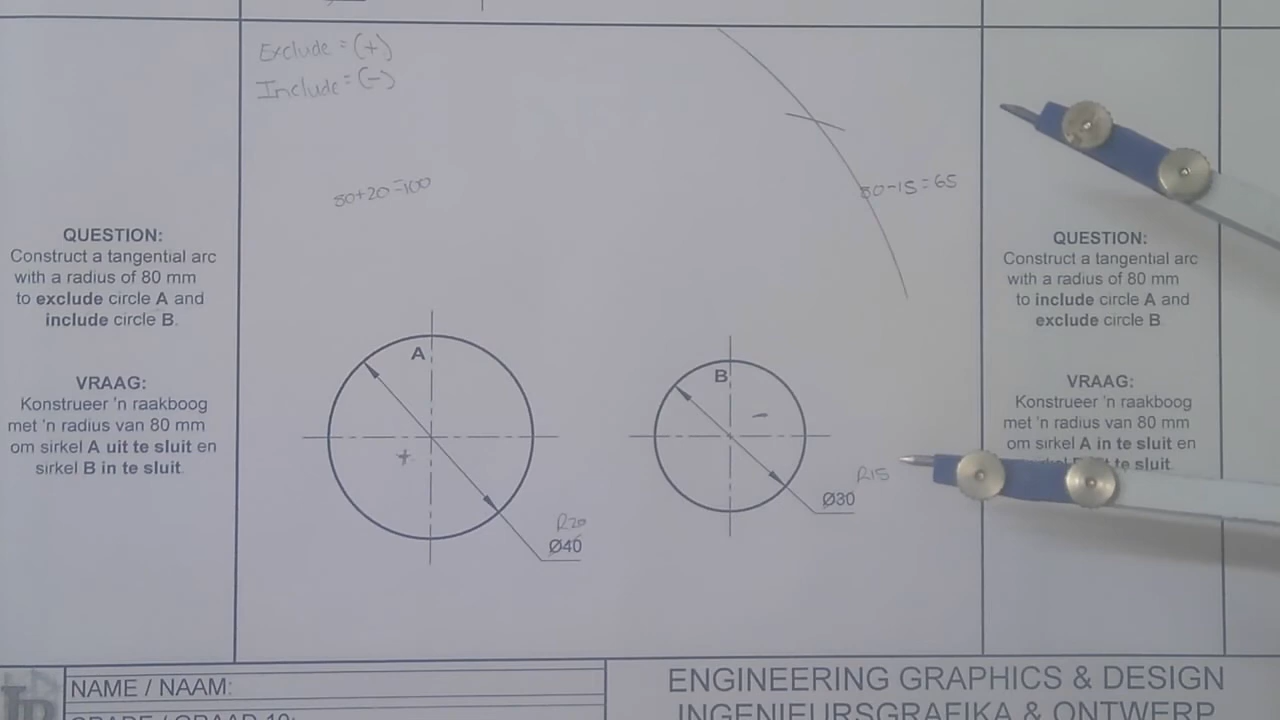 Exclude = (+)
Include = (-)
80+20=100
80-15=65
QUESTION:
Construct a tangential arc
with a radius of 80 mm
to exclude circle A and
include circle B.
VRAAG:
Konstrueer 'n raakboog
met 'n radius van 80 mm
om sirkel A uit te sluit en
sirkel B in te sluit.
A
+
R20
Ø40
B
-
R15
Ø30
QUESTION:
Construct a tangential arc
with a radius of 80 mm
to include circle A and
exclude circle B.
VRAAG:
Konstrueer 'n raakboog
met 'n radius van 80 mm
om sirkel A in te sluit en
te sluit.
NAME / NAAM:
GRADE / GRAAD 10:
ENGINEERING GRAPHICS & DESIGN
INGENIEURSGRAFIKA & ONTWERP